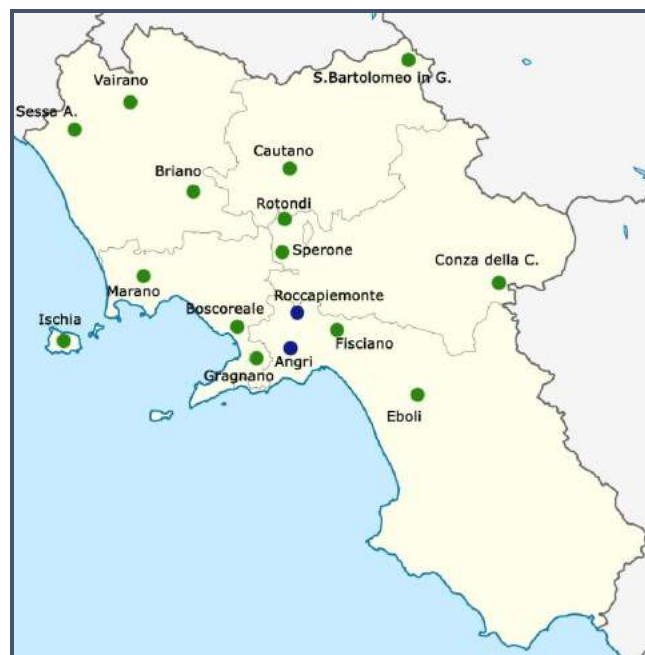 S.Bartolomeo in G.
Vairano
Sessa A.
Cautano
Briano
Rotondi
Sperone
Conza della C.
Marano
Roccapiemonte
Boscoreale
Ischia
Fisciano
Angri
Gragnano
Eboli